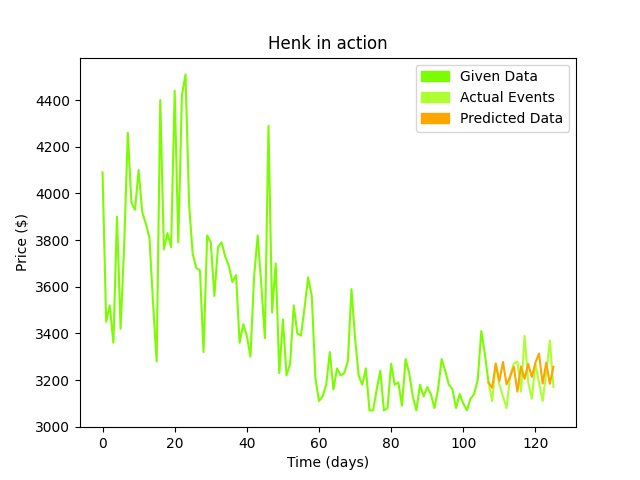 Henk in action
Given Data
Actual Events
Predicted Data
Price ($)
4400
4200
4000
3800
3600
3400
3200
3000
0 20 40 60 80 100 120
Time (days)